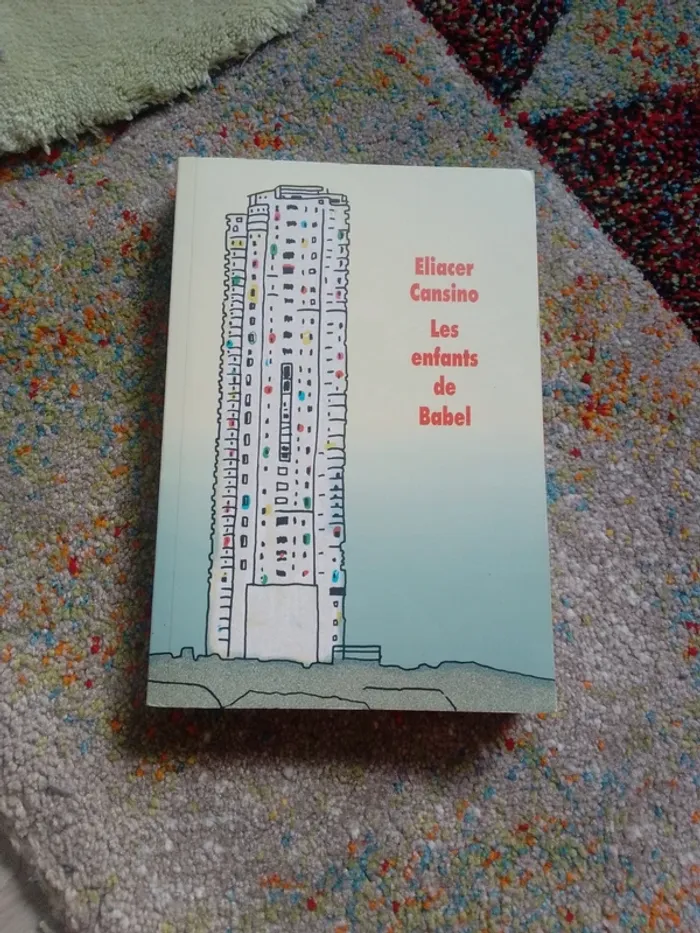 Eliacer
Cansino
Les
enfants
de
Babel